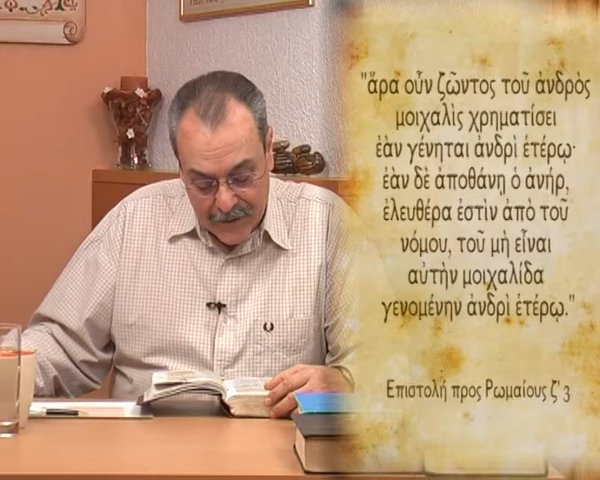 "ἄρα οὖν ζῶντος τοῦ ἀνδρὸς
μοιχαλὶς χρηματίσει
ἐὰν γένηται ἀνδρὶ ἑτέρῳ·
ἐὰν δὲ ἀποθάνῃ ὁ ἀνήρ,
ἐλευθέρα ἐστὶν ἀπὸ τοῦ
νόμου, τοῦ μὴ εἶναι
αὐτὴν μοιχαλίδα
γενομένην ἀνδρὶ ἑτέρῳ."
Επιστολή προς Ρωμαίους ζ' 3